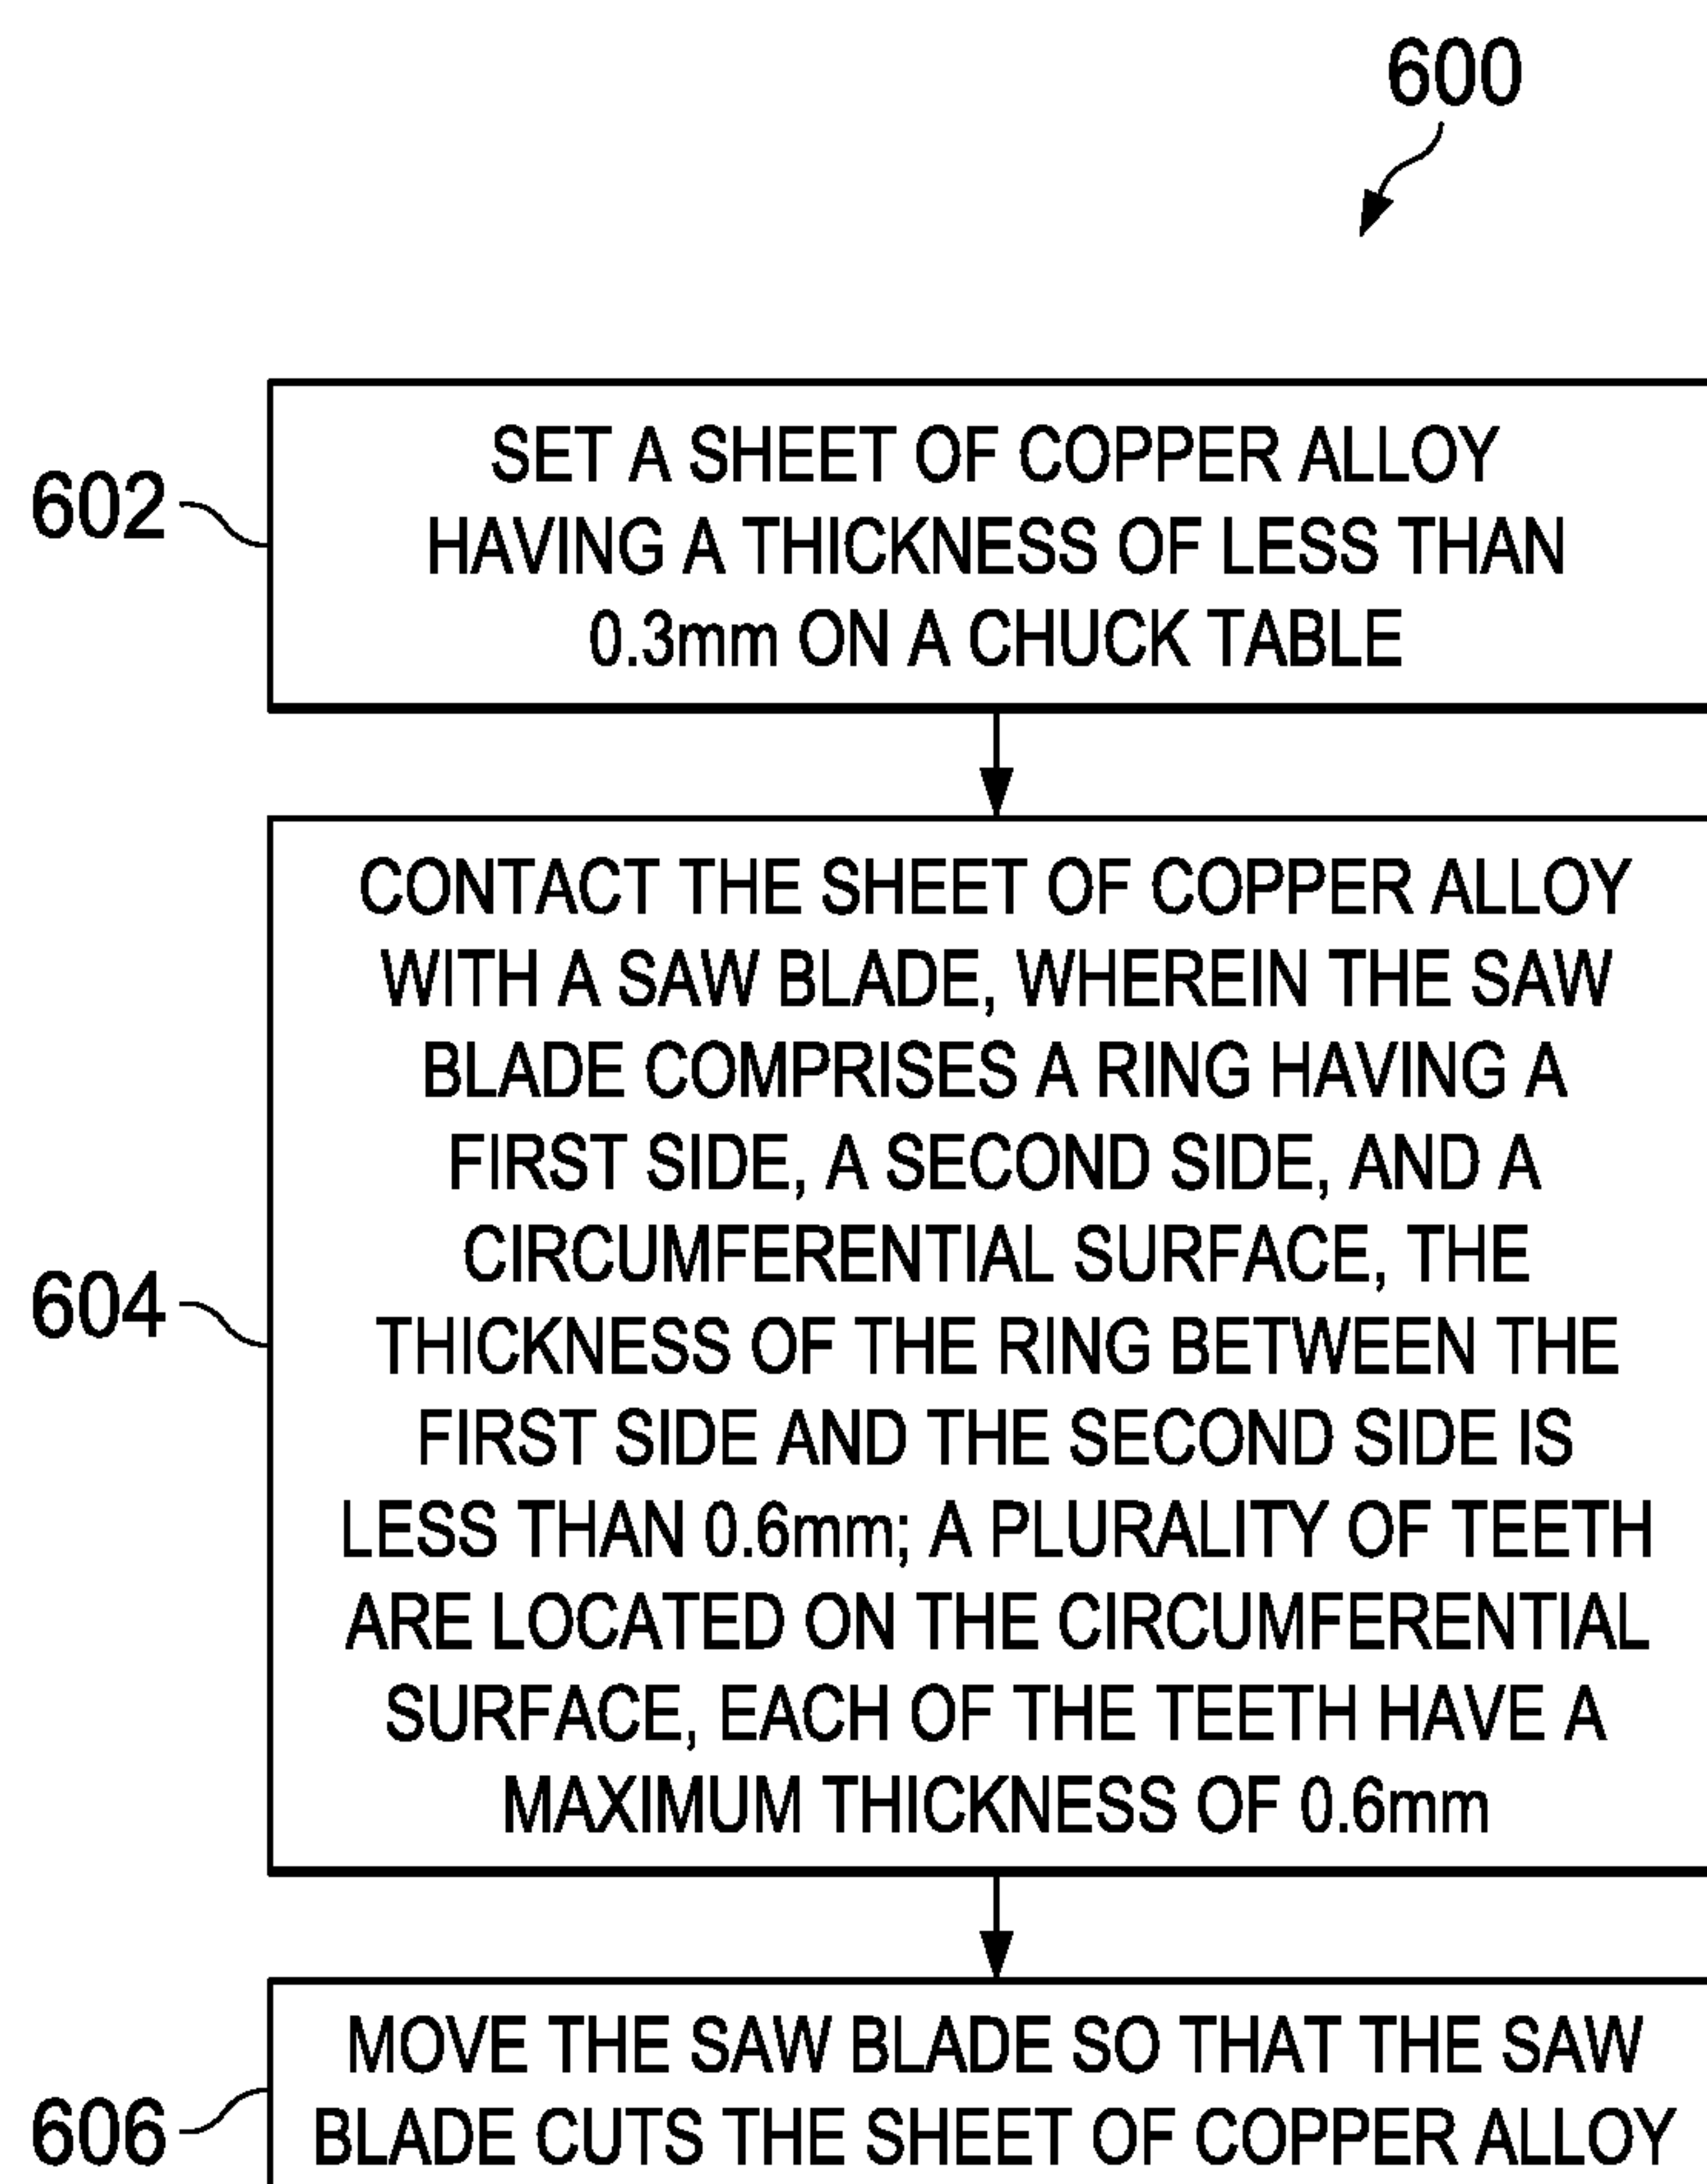 600
602
SET A SHEET OF COPPER ALLOY
HAVING A THICKNESS OF LESS THAN
0.3mm ON A CHUCK TABLE
604
CONTACT THE SHEET OF COPPER ALLOY
WITH A SAW BLADE, WHEREIN THE SAW
BLADE COMPRISES A RING HAVING A
FIRST SIDE, A SECOND SIDE, AND A
CIRCUMFERENTIAL SURFACE, THE
THICKNESS OF THE RING BETWEEN THE
FIRST SIDE AND THE SECOND SIDE IS
LESS THAN 0.6mm; A PLURALITY OF TEETH
ARE LOCATED ON THE CIRCUMFERENTIAL
SURFACE, EACH OF THE TEETH HAVE A
MAXIMUM THICKNESS OF 0.6mm
606
MOVE THE SAW BLADE SO THAT THE SAW
BLADE CUTS THE SHEET OF COPPER ALLOY